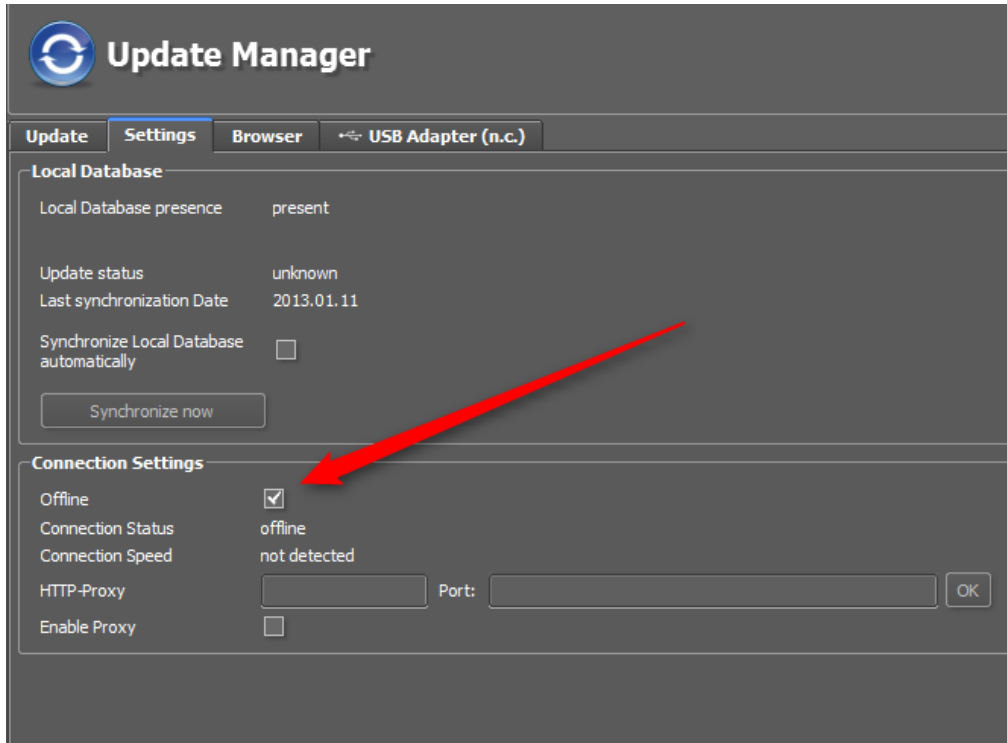 Update Manager
Update Settings Browser USB Adapter (n.c.)
Local Database
Local Database presence present
Update status unknown
Last synchronization Date 2013.01.11
Synchronize Local Database
automatically
Synchronize now
Connection Settings
Offline
Connection Status offline
Connection Speed not detected
HTTP-Proxy Port: OK
Enable Proxy